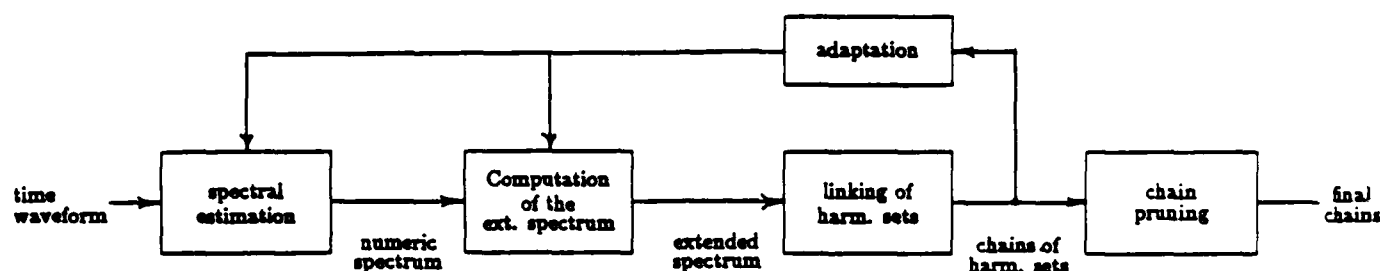 adaptation
time
waveform
spectral
estimation
numeric
spectrum
Computation
of the
ext. spectrum
extended
spectrum
linking of
harm. sets
chains of
harm. sets
chain
pruning
final
chains